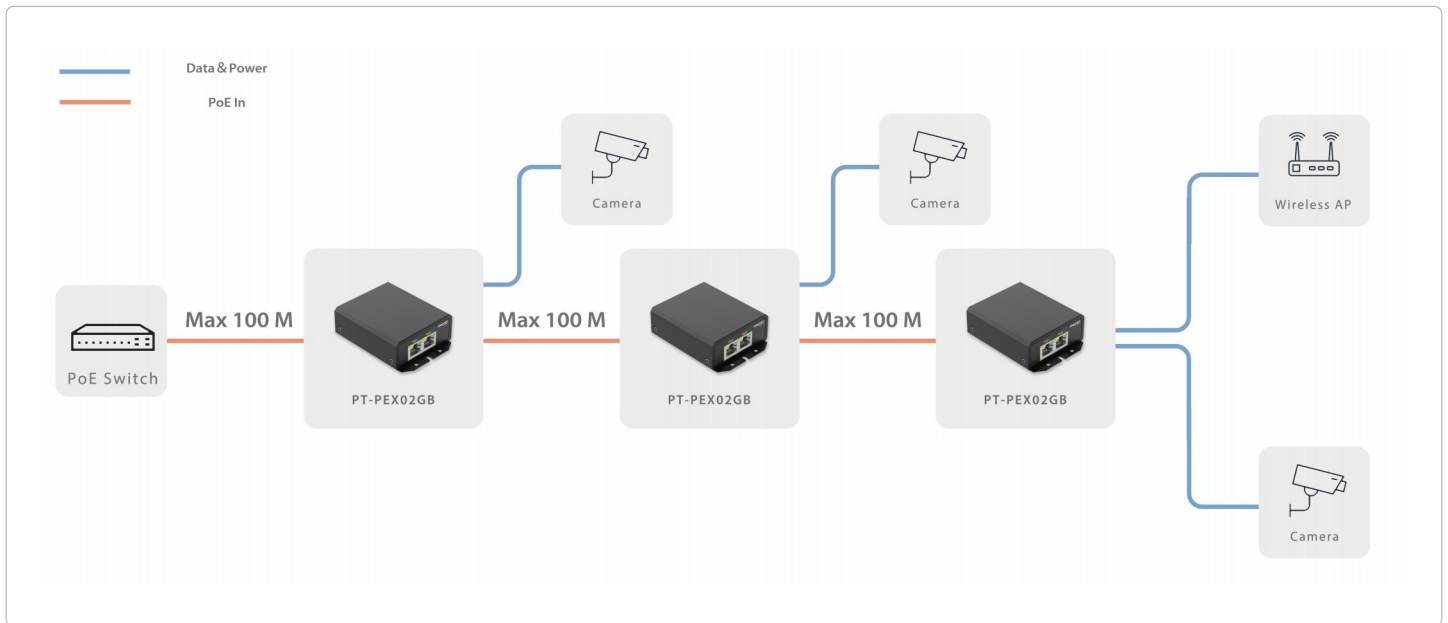 Data & Power
PoE In
Camera
Camera
Wireless AP
Max 100 M
Max 100 M
Max 100 M
PoE Switch
PT-PEX02GB
PT-PEX02GB
PT-PEX02GB
Camera